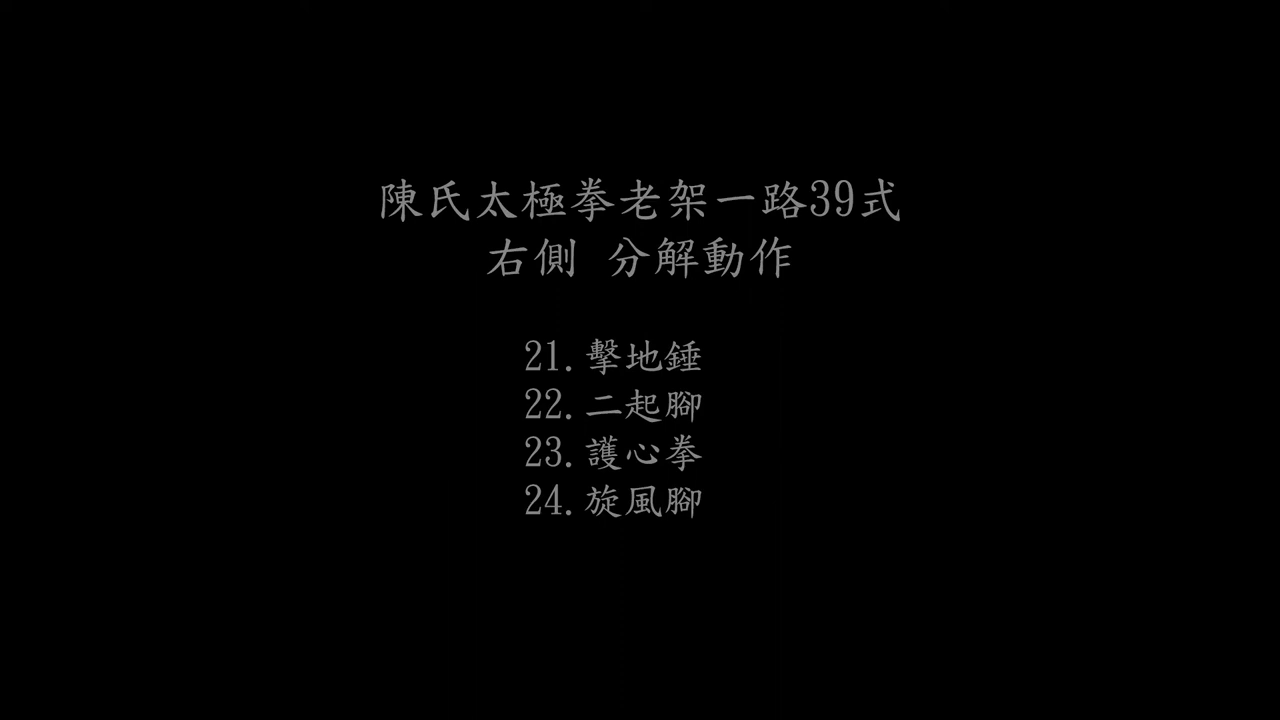 陳氏太極拳老架一路39式
右側 分解動作
21.擊地錘
22.二起腳
23.護心拳
24.旋風腳